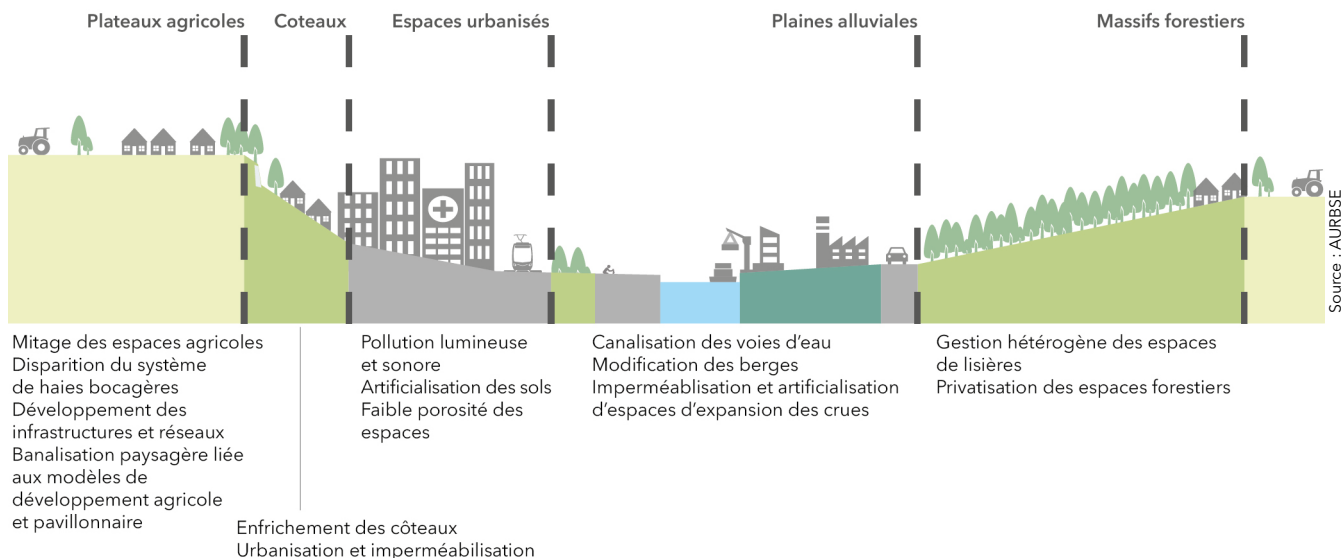 Plateaux agricoles
Coteaux
Espaces urbanisés
Plaines alluviales
Massifs forestiers
Source : AURBSE
Mitage des espaces agricoles
Disparition du système
de haies bocagères
Développement des
infrastructures et réseaux
Banalisation paysagère liée
aux modèles de
développement agricole
et pavillonnaire
Enfrichement des côteaux
Urbanisation et imperméabilisation
Pollution lumineuse
et sonore
Artificialisation des sols
Faible porosité des
espaces
Canalisation des voies d’eau
Modification des berges
Imperméablisation et artificialisation
d’espaces d’expansion des crues
Gestion hétérogène des espaces
de lisières
Privatisation des espaces forestiers